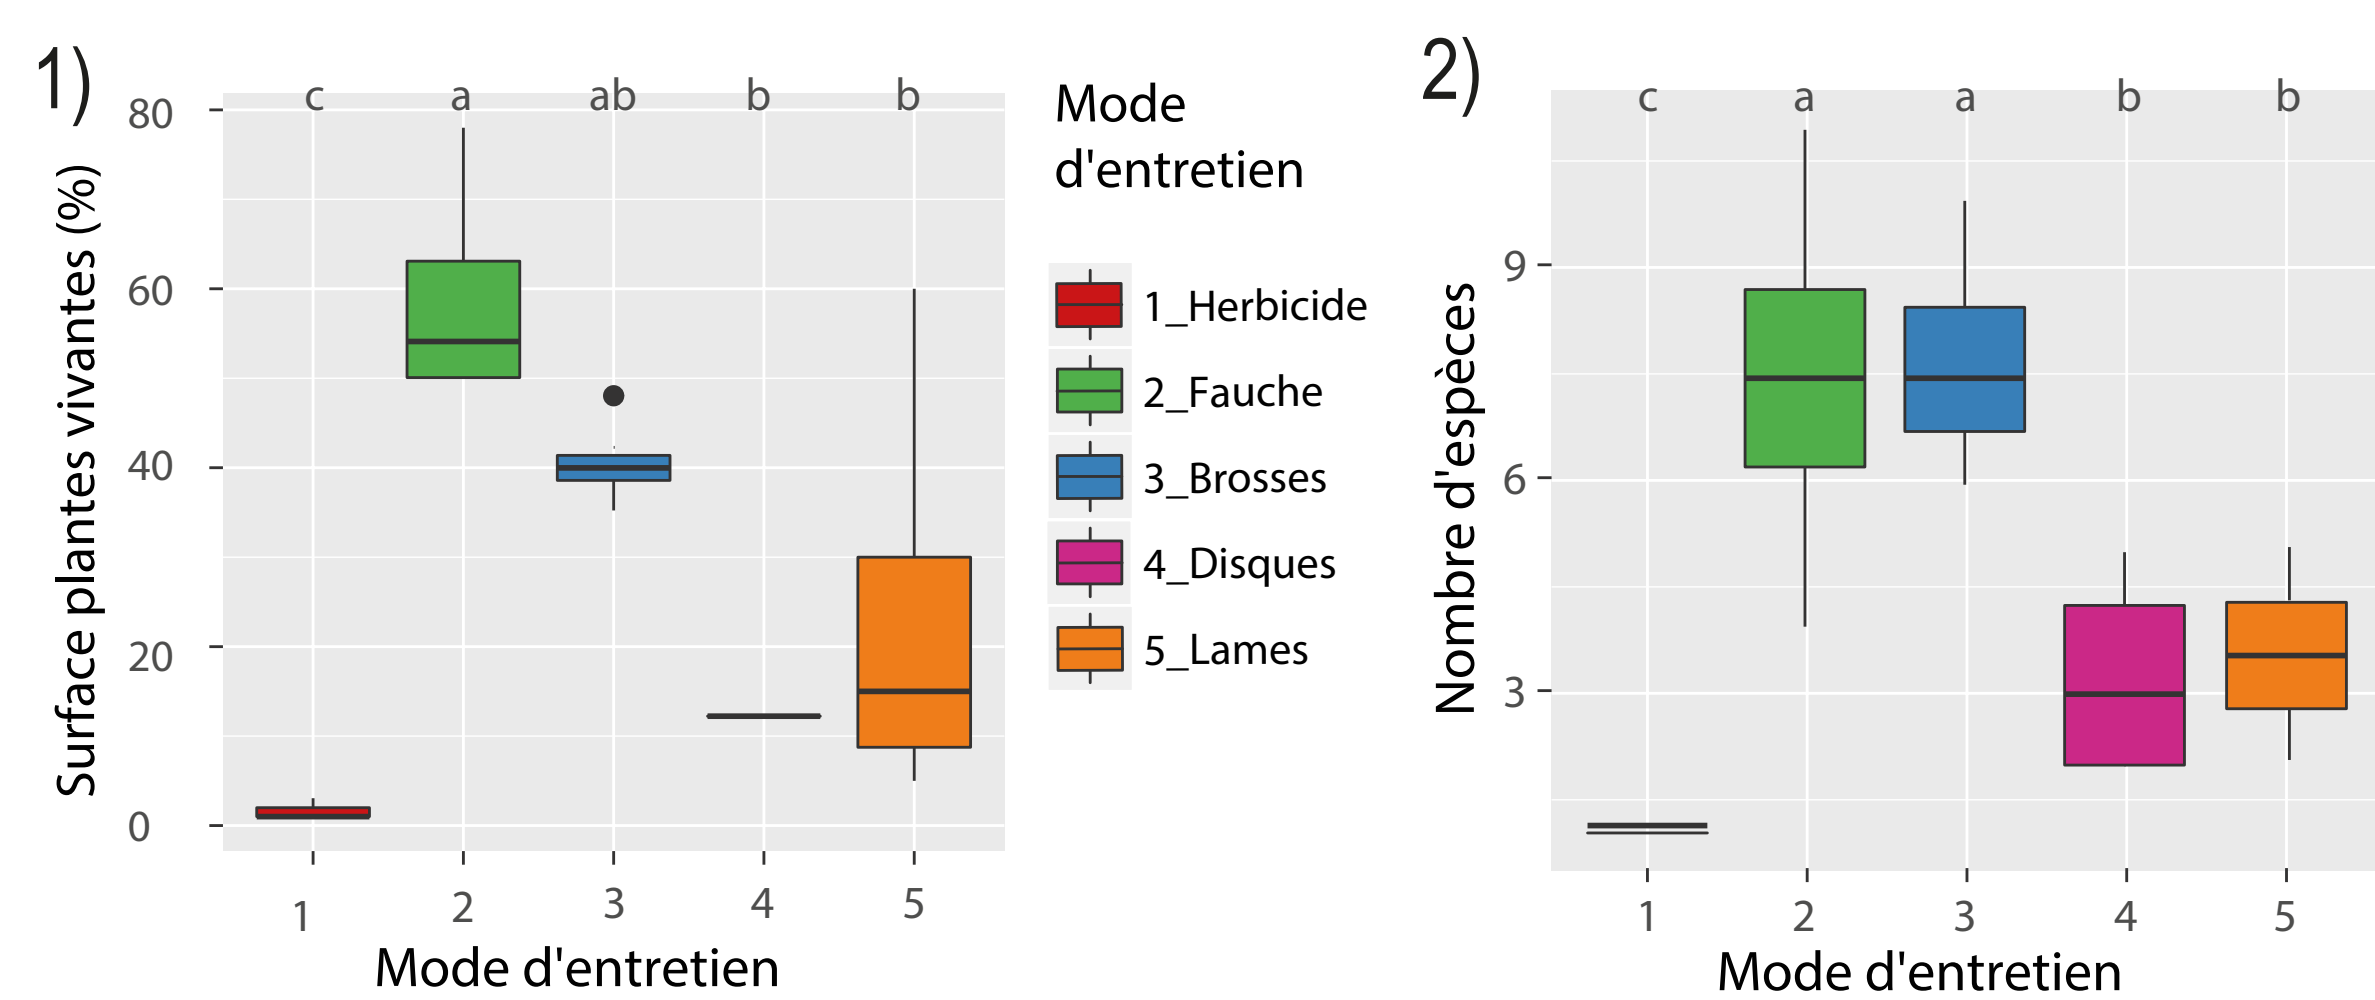 1)
c a ab b b
Surface plantes vivantes (%)
80
60
40
20
0
1 2 3 4 5
Mode d'entretien
Mode
d'entretien
1_Herbicide
2_Fauche
3_Brosses
4_Disques
5_Lames
2)
c a a b b
Nombre d'espèces
9
6
3
1 2 3 4 5
Mode d'entretien